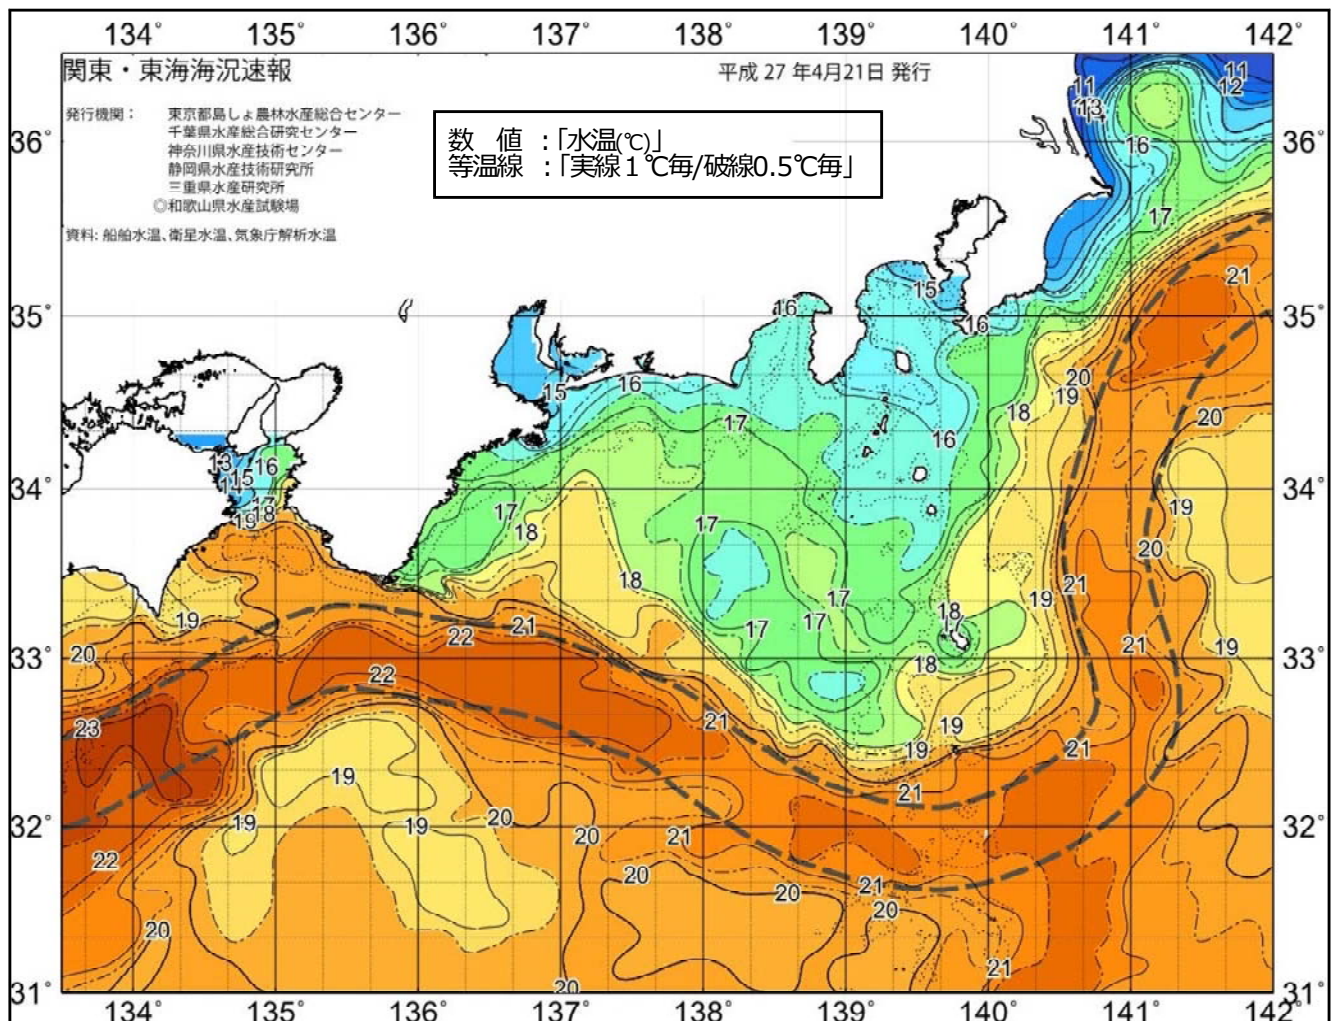 134° 135° 136° 137° 138° 139° 140° 141° 142°
関東・東海海況速報
平成 27 年4月21日 発行
発行機関： 東京都島しょ農林水産総合センター
千葉県水産総合研究センター
神奈川県水産技術センター
静岡県水産技術研究所
三重県水産研究所
◎和歌山県水産試験場
資料: 船舶水温、衛星水温、気象庁解析水温
数 値 ：「水温(℃)」
等温線 ：「実線１℃毎/破線0.5℃毎」
11 11
12
13
36° 36°
16
17
21
15
16
35° 16 35°
15 16 20
19
17 18 20
16
13 16
15
14
34° 34°
17
18
19
19
17 18 17
20
18
21
17 19
18
17
19 17 17
22 21 21
20 18 19
33° 33°
22
23 21 19
19 21
19
21
19 19 20 20 21
32° 32°
22
20 20 21
20 20
21
31° 20 31°
134° 135° 136° 137° 138° 139° 140° 141° 142°